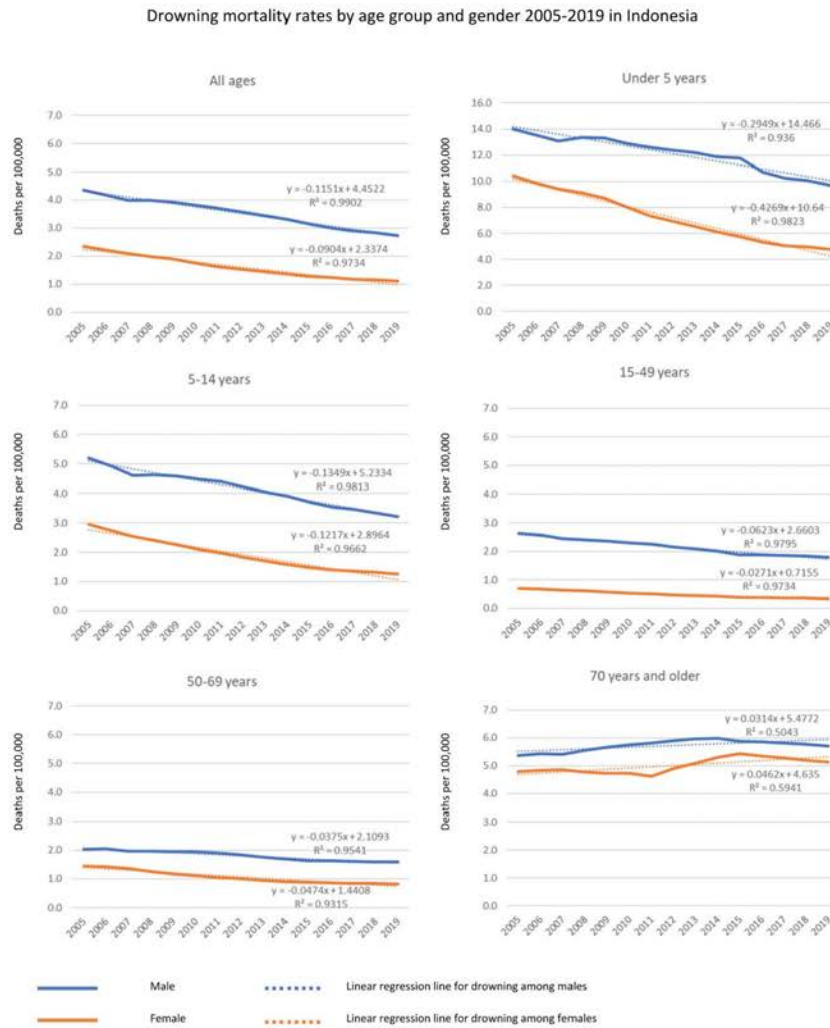 Drowning mortality rates by age group and gender 2005-2019 in Indonesia
All ages
Deaths per 100,000
7.0
6.0
5.0
4.0
3.0
2.0
1.0
0.0
y = -0.1151x + 4.4522
R² = 0.9902
y = -0.0904x + 2.3374
R² = 0.9734
2005 2006 2007 2008 2009 2010 2011 2012 2013 2014 2015 2016 2017 2018 2019
Under 5 years
Deaths per 100,000
16.0
14.0
12.0
10.0
8.0
6.0
4.0
2.0
0.0
y = -0.2949x + 14.466
R² = 0.936
y = -0.4269x + 10.64
R² = 0.9823
2005 2006 2007 2008 2009 2010 2011 2012 2013 2014 2015 2016 2017 2018 2019
5-14 years
Deaths per 100,000
7.0
6.0
5.0
4.0
3.0
2.0
1.0
0.0
y = -0.1349x + 5.2334
R² = 0.9813
y = -0.1217x + 2.8964
R² = 0.9662
2005 2006 2007 2008 2009 2010 2011 2012 2013 2014 2015 2016 2017 2018 2019
15-49 years
Deaths per 100,000
7.0
6.0
5.0
4.0
3.0
2.0
1.0
0.0
y = -0.0623x + 2.6603
R² = 0.9795
y = -0.0271x + 0.7155
R² = 0.9734
2005 2006 2007 2008 2009 2010 2011 2012 2013 2014 2015 2016 2017 2018 2019
50-69 years
Deaths per 100,000
7.0
6.0
5.0
4.0
3.0
2.0
1.0
0.0
y = -0.0375x + 2.1093
R² = 0.9541
y = -0.0474x + 1.4408
R² = 0.9315
2005 2006 2007 2008 2009 2010 2011 2012 2013 2014 2015 2016 2017 2018 2019
70 years and older
Deaths per 100,000
7.0
6.0
5.0
4.0
3.0
2.0
1.0
0.0
y = 0.0314x + 5.4772
R² = 0.5043
y = 0.0462x + 4.635
R² = 0.5941
2005 2006 2007 2008 2009 2010 2011 2012 2013 2014 2015 2016 2017 2018 2019
Male
Linear regression line for drowning among males
Female
Linear regression line for drowning among females